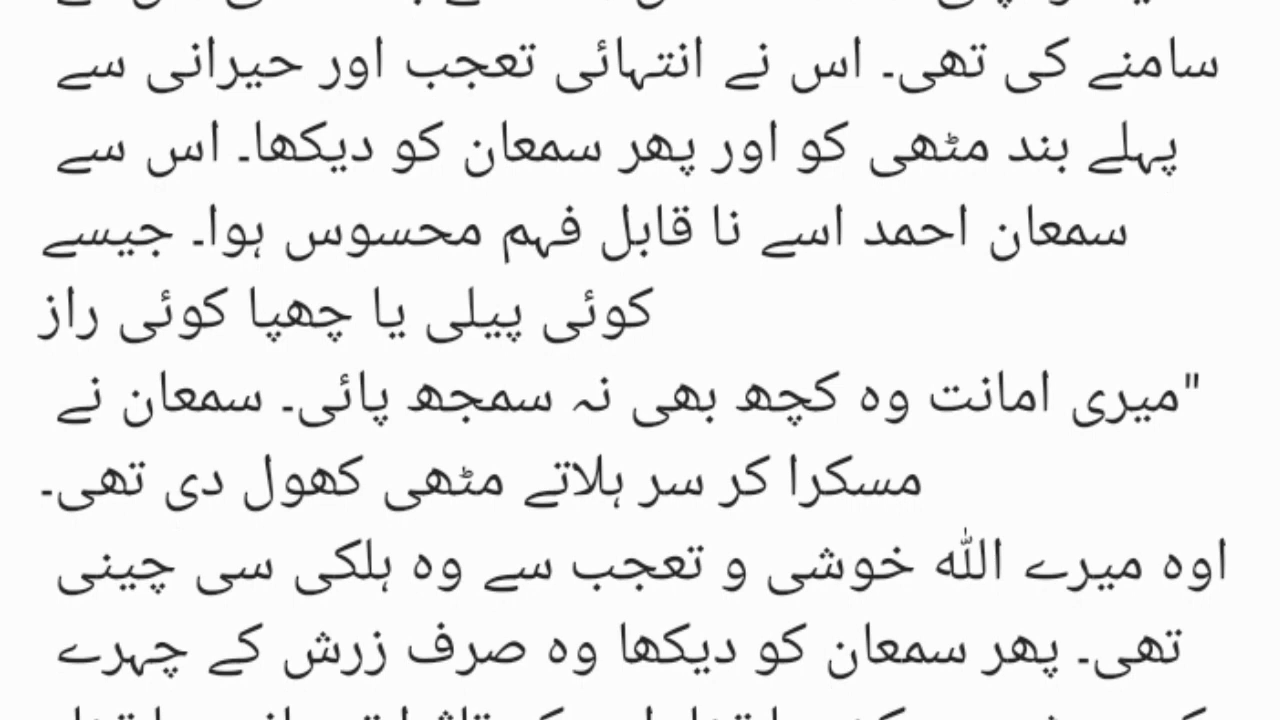 سامنے کی تھی۔ اس نے انتہائی تعجب اور حیرانی سے
پہلے بند مٹھی کو اور پھر سمعان کو دیکھا۔ اس سے
سمعان احمد اسے نا قابل فہم محسوس ہوا۔ جیسے
کوئی پیلی یا چھپا کوئی راز
"میری امانت وہ کچھ بھی نہ سمجھ پائی۔ سمعان نے
مسکرا کر سر ہلاتے مٹھی کھول دی تھی۔
اوہ میرے اللہ خوشی و تعجب سے وہ ہلکی سی چینی
تھی۔ پھر سمعان کو دیکھا وہ صرف زرش کے چہرے